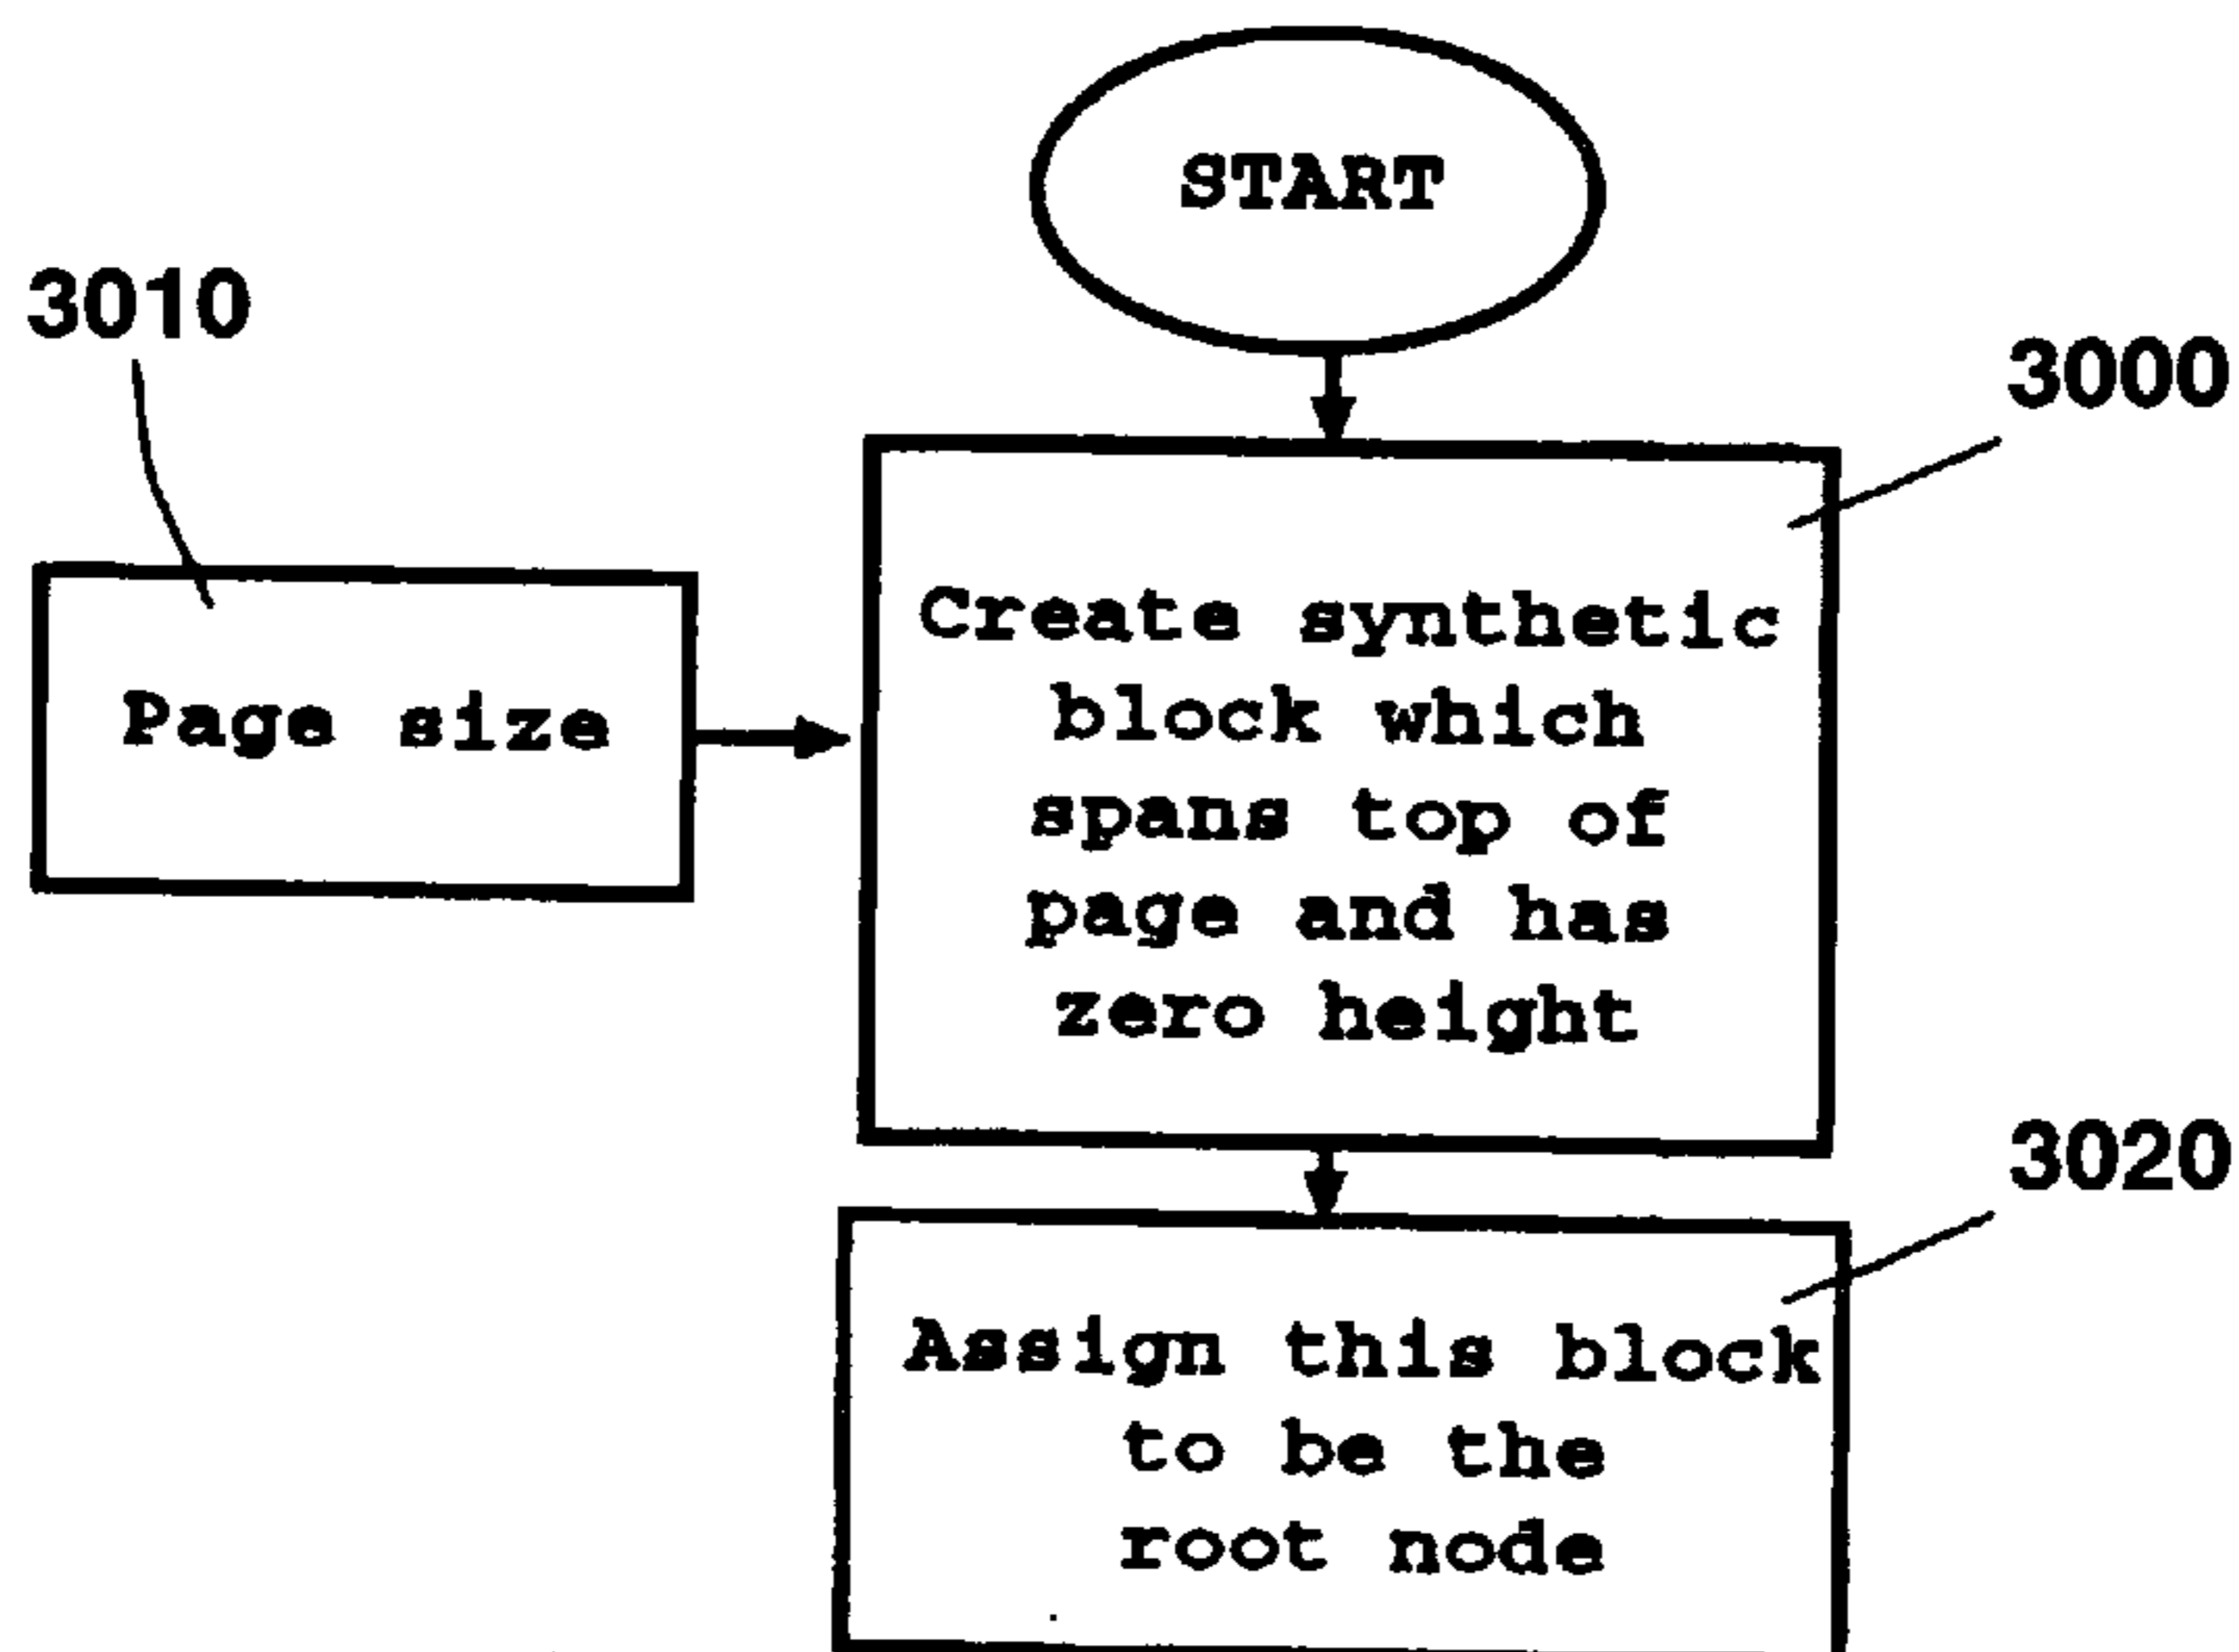 START
3010
3000
Page size
Create synthetic
block which
spans top of
page and has
zero height
3020
Assign this block
to be the
root node